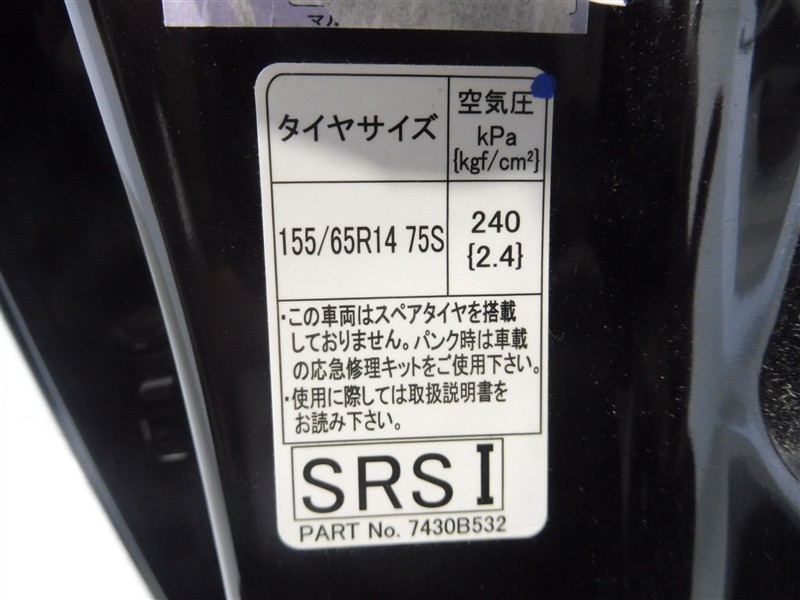 タイヤサイズ
空気圧
kPa
{kgf/cm²}
155/65R14 75S
240
{2.4}
・この車両はスペアタイヤを搭載
しておりません。パンク時は車載
の応急修理キットをご使用下さい。
・使用に際しては取扱説明書を
お読み下さい。
SRS I
PART No. 7430B532